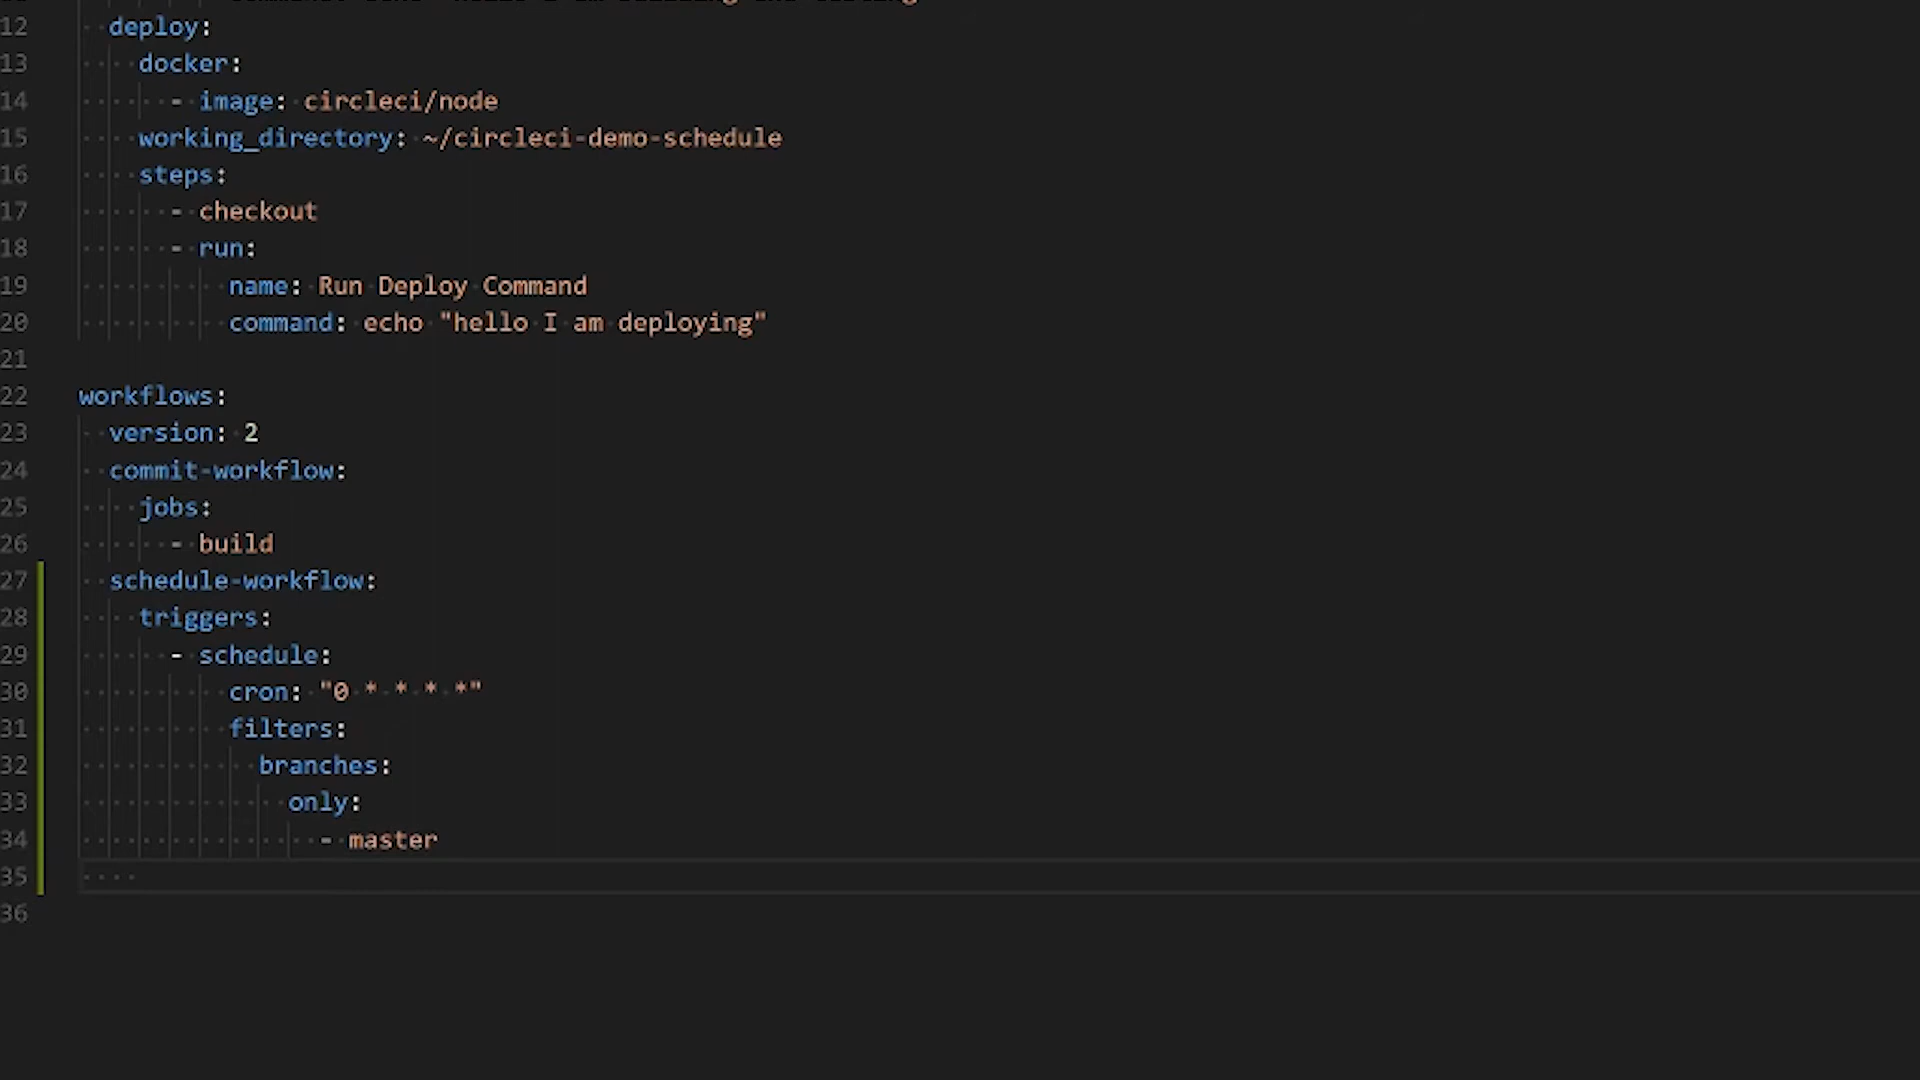 12 deploy:
13 docker:
14 - image: circleci/node
15 working_directory: ~/circleci-demo-schedule
16 steps:
17 - checkout
18 - run:
19 name: Run Deploy Command
20 command: echo "hello I am deploying"
21
22 workflows:
23 version: 2
24 commit-workflow:
25 jobs:
26 - build
27 schedule-workflow:
28 triggers:
29 - schedule:
30 cron: "0 * * * *"
31 filters:
32 branches:
33 only:
34 - master
35
36